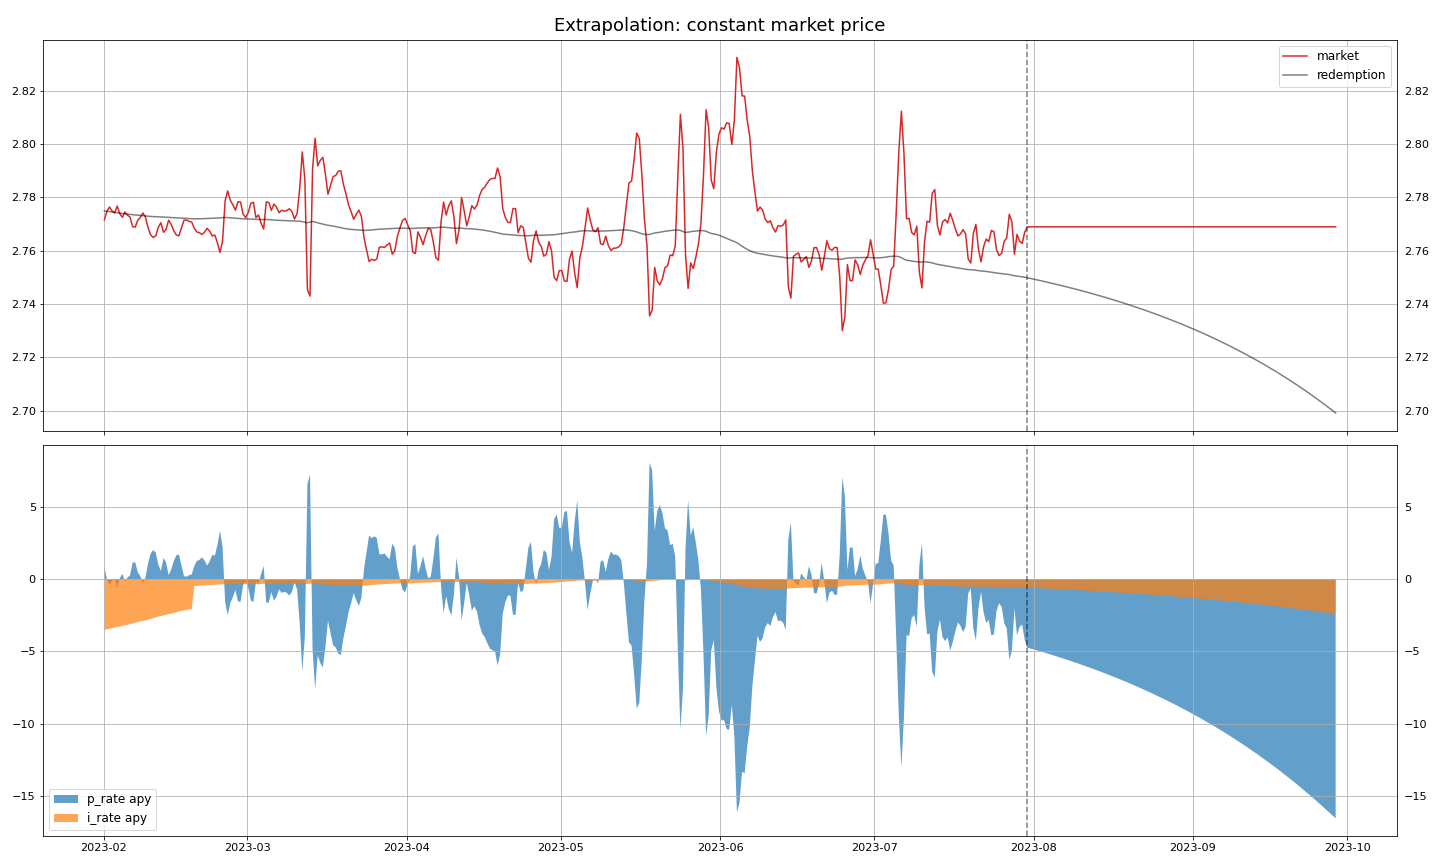 Extrapolation: constant market price
market
redemption
2.82 2.82
2.80 2.80
2.78 2.78
2.76 2.76
2.74 2.74
2.72 2.72
2.70 2.70
5 5
0 0
−5 −5
−10 −10
−15 −15
p_rate apy
i_rate apy
2023-02 2023-03 2023-04 2023-05 2023-06 2023-07 2023-08 2023-09 2023-10